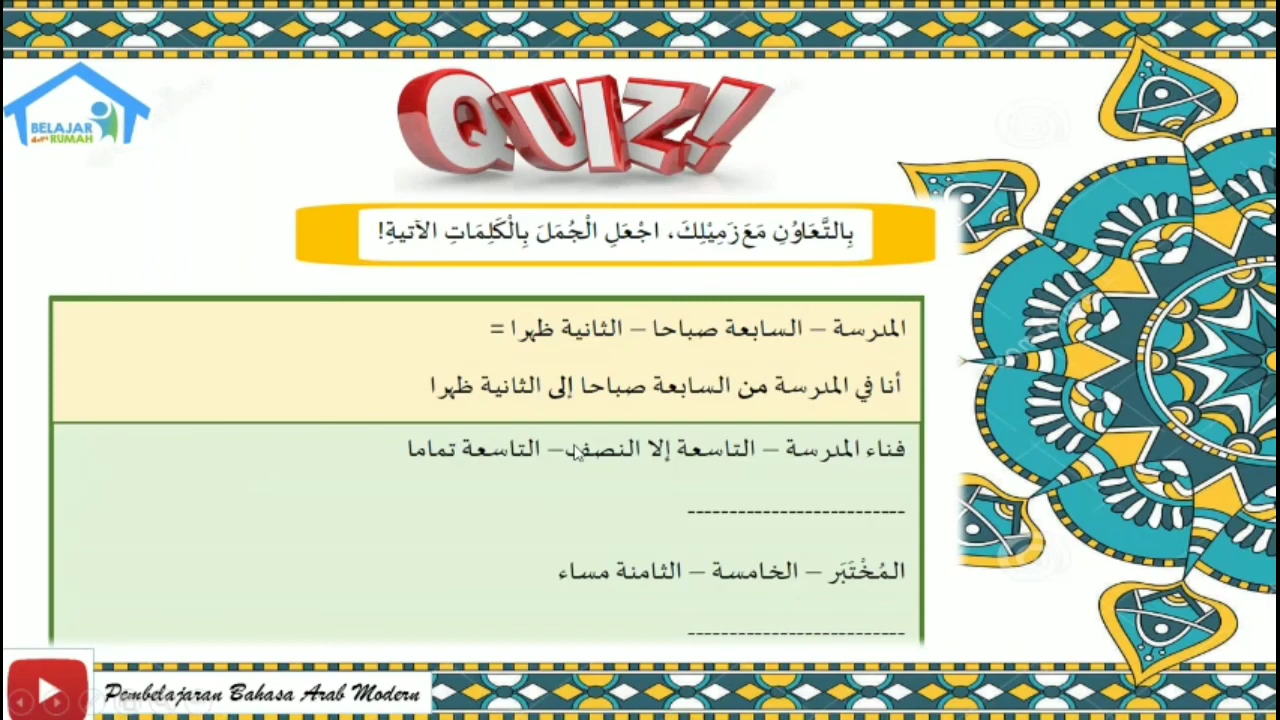 BELAJAR
dari RUMAH
QUIZ!
بِالتَّعَاوُنِ مَعَ زَمِيْلِكَ، اجْعَلِ الْجُمَلَ بِالْكَلِمَاتِ الآتيةِ!
المدرسة – السابعة صباحا – الثانية ظهرا =
أنا في المدرسة من السابعة صباحا إلى الثانية ظهرا
فناء المدرسة – التاسعة إلا النصف – التاسعة تماما
--------------------------
المُخْتَبَر – الخامسة – الثامنة مساء
--------------------------
Pembelajaran Bahasa Arab Modern